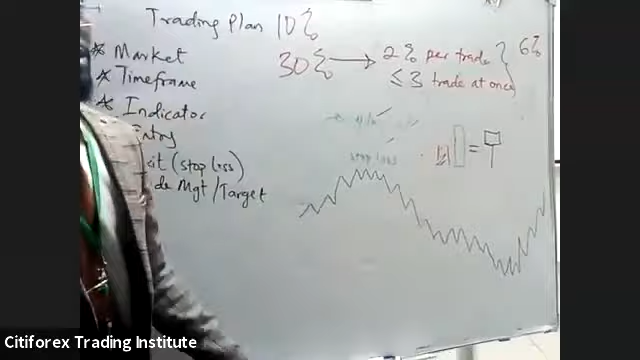 Trading Plan 10%
* Market
* Timeframe
* Indicator
Entry
it (stop loss)
de Mgt/Target
30% → 2% per trade } 6%
≤ 3 trade at once
stop loss
=
Citiforex Trading Institute